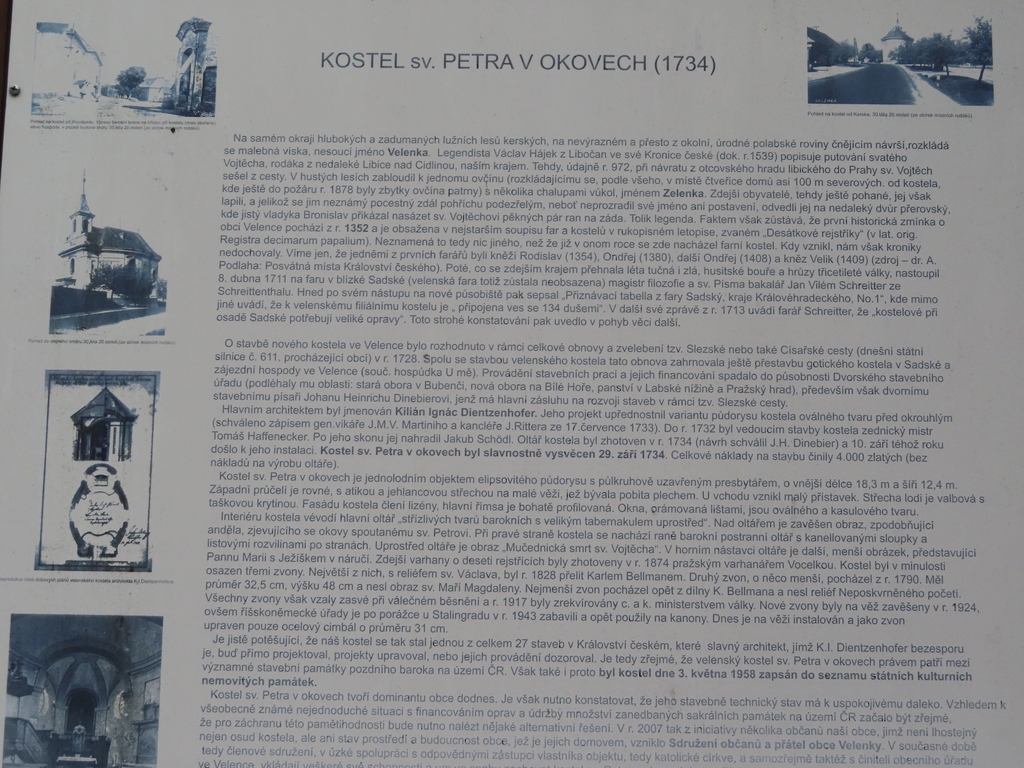 KOSTEL sv. PETRA V OKOVECH (1734)
Na samém okraji hlubokých a zadumaných lužních lesů kerských, na nevýrazném a přesto z okolní, úrodné polabské roviny čnějícím návrší,rozkládá
se malebná víska, nesoucí jméno Velenka. Legendista Václav Hájek z Libočan ve své Kronice české (dok. r.1539) popisuje putování svatého
Vojtěcha, rodáka z nedaleké Libice nad Cidlinou, naším krajem. Tehdy, údajně r. 972, při návratu z otcovského hradu libického do Prahy sv. Vojtěch
sešel z cesty. V hustých lesích zabloudil k jednomu ovčínu (rozkládajícímu se, podle všeho, v místě čtveřice domů asi 100 m severových. od kostela,
kde ještě do požáru r. 1878 byly zbytky ovčína patrny) s několika chalupami vůkol, jménem Zelenka. Zdejší obyvatelé, tehdy ještě pohané, jej však
lapili, a jelikož se jim neznámý pocestný zdál pohříchu podezřelým, neboť neprozradil své jméno ani postavení, odvedli jej na nedaleký dvůr přerovský,
kde jistý vladyka Bronislav přikázal nasázet sv. Vojtěchovi pěkných pár ran na záda. Tolik legenda. Faktem však zůstává, že první historická zmínka o
obci Velence pochází z r. 1352 a je obsažena v nejstarším soupisu far a kostelů v rukopisném letopise, zvaném „Desátkové rejstříky" (v lat. orig.
Registra decimarum papalium). Neznamená to tedy nic jiného, než že již v onom roce se zde nacházel farní kostel. Kdy vznikl, nám však kroniky
nedochovaly. Víme jen, že jedněmi z prvních farářů byli kněží Rodislav (1354), Ondřej (1380), další Ondřej (1408) a kněz Velik (1409) (zdroj – dr. A.
Podlaha: Posvátná místa Království českého). Poté, co se zdejším krajem přehnala léta tučná i zlá, husitské bouře a hrůzy třicetileté války, nastoupil
8. dubna 1711 na faru v blízké Sadské (velenská fara totiž zůstala neobsazena) magistr filozofie a sv. Písma bakalář Jan Vilém Schreitter ze
Schreittenthalu. Hned po svém nástupu na nové působiště pak sepsal „Přiznávací tabella z fary Sadský, kraje Královéhradeckého, No.1", kde mimo
jiné uvádí, že k velenskému filiálnímu kostelu je „ připojena ves se 134 dušemi". V další své zprávě z r. 1713 uvádí farář Schreitter, že „kostelové při
osadě Sadské potřebují veliké opravy". Toto strohé konstatování pak uvedlo v pohyb věci další.
O stavbě nového kostela ve Velence bylo rozhodnuto v rámci celkové obnovy a zvelebení tzv. Slezské nebo také Císařské cesty (dnešní státní
silnice č. 611, procházející obcí) v r. 1728. Spolu se stavbou velenského kostela tato obnova zahrnovala ještě přestavbu gotického kostela v Sadské a
zájezdní hospody ve Velence (souč. hospůdka U mě). Provádění stavebních prací a jejich financování spadalo do působnosti Dvorského stavebního
úřadu (podléhaly mu oblasti: stará obora v Bubenči, nová obora na Bílé Hoře, panství v Labské nížině a Pražský hrad), především však dvornímu
stavebnímu písaři Johanu Heinrichu Dinebierovi, jenž má hlavní zásluhu na rozvoji staveb v rámci tzv. Slezské cesty.
Hlavním architektem byl jmenován Kilián Ignác Dientzenhofer. Jeho projekt upřednostnil variantu půdorysu kostela oválného tvaru před okrouhlým
(schváleno zápisem gen.vikáře J.M.V. Martiniho a kancléře J.Rittera ze 17.července 1733). Do r. 1732 byl vedoucím stavby kostela zednický mistr
Tomáš Haffenecker. Po jeho skonu jej nahradil Jakub Schödl. Oltář kostela byl zhotoven v r. 1734 (návrh schválil J.H. Dinebier) a 10. září téhož roku
došlo k jeho instalaci. Kostel sv. Petra v okovech byl slavnostně vysvěcen 29. září 1734. Celkové náklady na stavbu činily 4.000 zlatých (bez
nákladů na výrobu oltáře).
Kostel sv. Petra v okovech je jednolodním objektem elipsovitého půdorysu s půlkruhově uzavřeným presbytářem, o vnější délce 18,3 m a šíři 12,4 m.
Západní průčelí je rovné, s atikou a jehlancovou střechou na malé věži, jež bývala pobita plechem. U vchodu vznikl malý přístavek. Střecha lodi je valbová s
taškovou krytinou. Fasádu kostela člení lizény, hlavní římsa je bohatě profilovaná. Okna, orámovaná lištami, jsou oválného a kasulového tvaru.
Interiéru kostela vévodí hlavní oltář „střízlivých tvarů barokních s velikým tabernakulem uprostřed". Nad oltářem je zavěšen obraz, zpodobňující
anděla, zjevujícího se okovy spoutanému sv. Petrovi. Při pravé straně kostela se nachází raně barokní postranní oltář s kanelovanými sloupky a
listovými rozvilinami po stranách. Uprostřed oltáře je obraz „Mučednická smrt sv. Vojtěcha". V horním nástavci oltáře je další, menší obrázek, představující
Pannu Marii s Ježíškem v náručí. Zdejší varhany o deseti rejstřících byly zhotoveny v r. 1874 pražským varhanářem Vocelkou. Kostel byl v minulosti
osazen třemi zvony. Největší z nich, s reliéfem sv. Václava, byl r. 1828 přelit Karlem Bellmanem. Druhý zvon, o něco menší, pocházel z r. 1790. Měl
průměr 32,5 cm, výšku 48 cm a nesl obraz sv. Maří Magdaleny. Nejmenší zvon pocházel opět z dílny K. Bellmana a nesl reliéf Neposkvrněného početí.
Všechny zvony však vzaly zasvé při válečném běsnění a r. 1917 byly zrekvírovány c. a k. ministerstvem války. Nové zvony byly na věž zavěšeny v r. 1924,
ovšem říšskoněmecké úřady je po porážce u Stalingradu v r. 1943 zabavili a opět použily na kanony. Dnes je na věži instalován a jako zvon
upraven pouze ocelový cimbál o průměru 31 cm.
Je jistě potěšující, že náš kostel se tak stal jednou z celkem 27 staveb v Království českém, které slavný architekt, jímž K.I. Dientzenhofer bezesporu
je, buď přímo projektoval, projekty upravoval, nebo jejich provádění dozoroval. Je tedy zřejmé, že velenský kostel sv. Petra v okovech právem patří mezi
významné stavební památky pozdního baroka na území ČR. Však také i proto byl kostel dne 3. května 1958 zapsán do seznamu státních kulturních
nemovitých památek.
Kostel sv. Petra v okovech tvoří dominantu obce dodnes. Je však nutno konstatovat, že jeho stavebně technický stav má k uspokojivému daleko. Vzhledem k
všeobecně známé nejednoduché situaci s financováním oprav a údržby množství zanedbaných sakrálních památek na území ČR začalo být zřejmé,
že pro záchranu této pamětihodnosti bude nutno nalézt nějaké alternativní řešení. V r. 2007 tak z iniciativy několika občanů naší obce, jimž není lhostejný
nejen osud kostela, ale ani stav prostředí a budoucnost obce, jež je jejich domovem, vzniklo Sdružení občanů a přátel obce Velenky. V současné době
tedy členové sdružení, v úzké spolupráci s odpovědnými zástupci vlastníka objektu, tedy katolické církve, a samozřejmě taktéž s činiteli obecního úřadu
ve Velence, vkládají veškeré své schopnosti